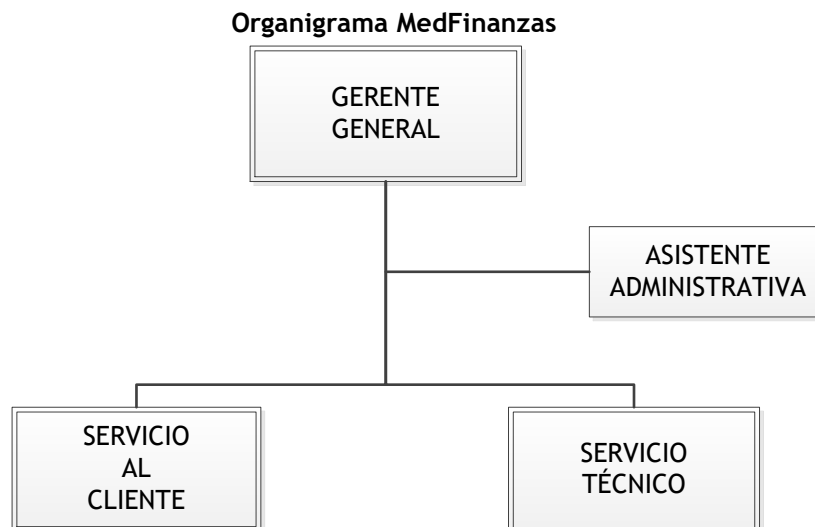 Organigrama MedFinanzas
GERENTE
GENERAL
ASISTENTE
ADMINISTRATIVA
SERVICIO
AL
CLIENTE
SERVICIO
TÉCNICO